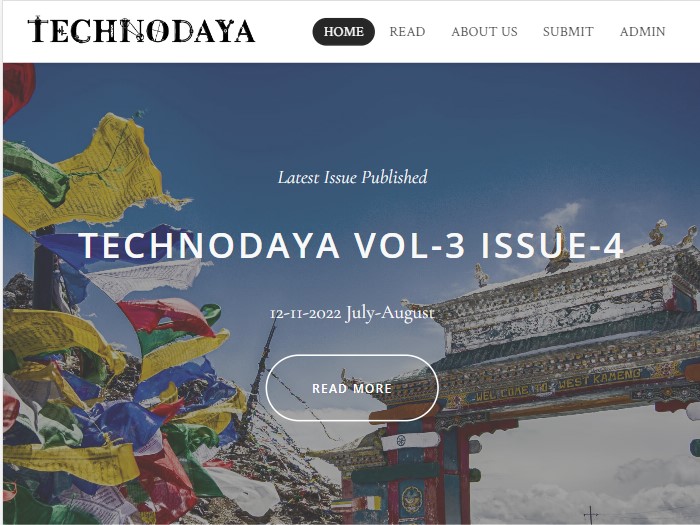 TECHNODAYA
HOME READ ABOUT US SUBMIT ADMIN
Latest Issue Published
TECHNODAYA VOL-3 ISSUE-4
12-11-2022 July-August
READ MORE
WELCOME TO WEST KAMENG